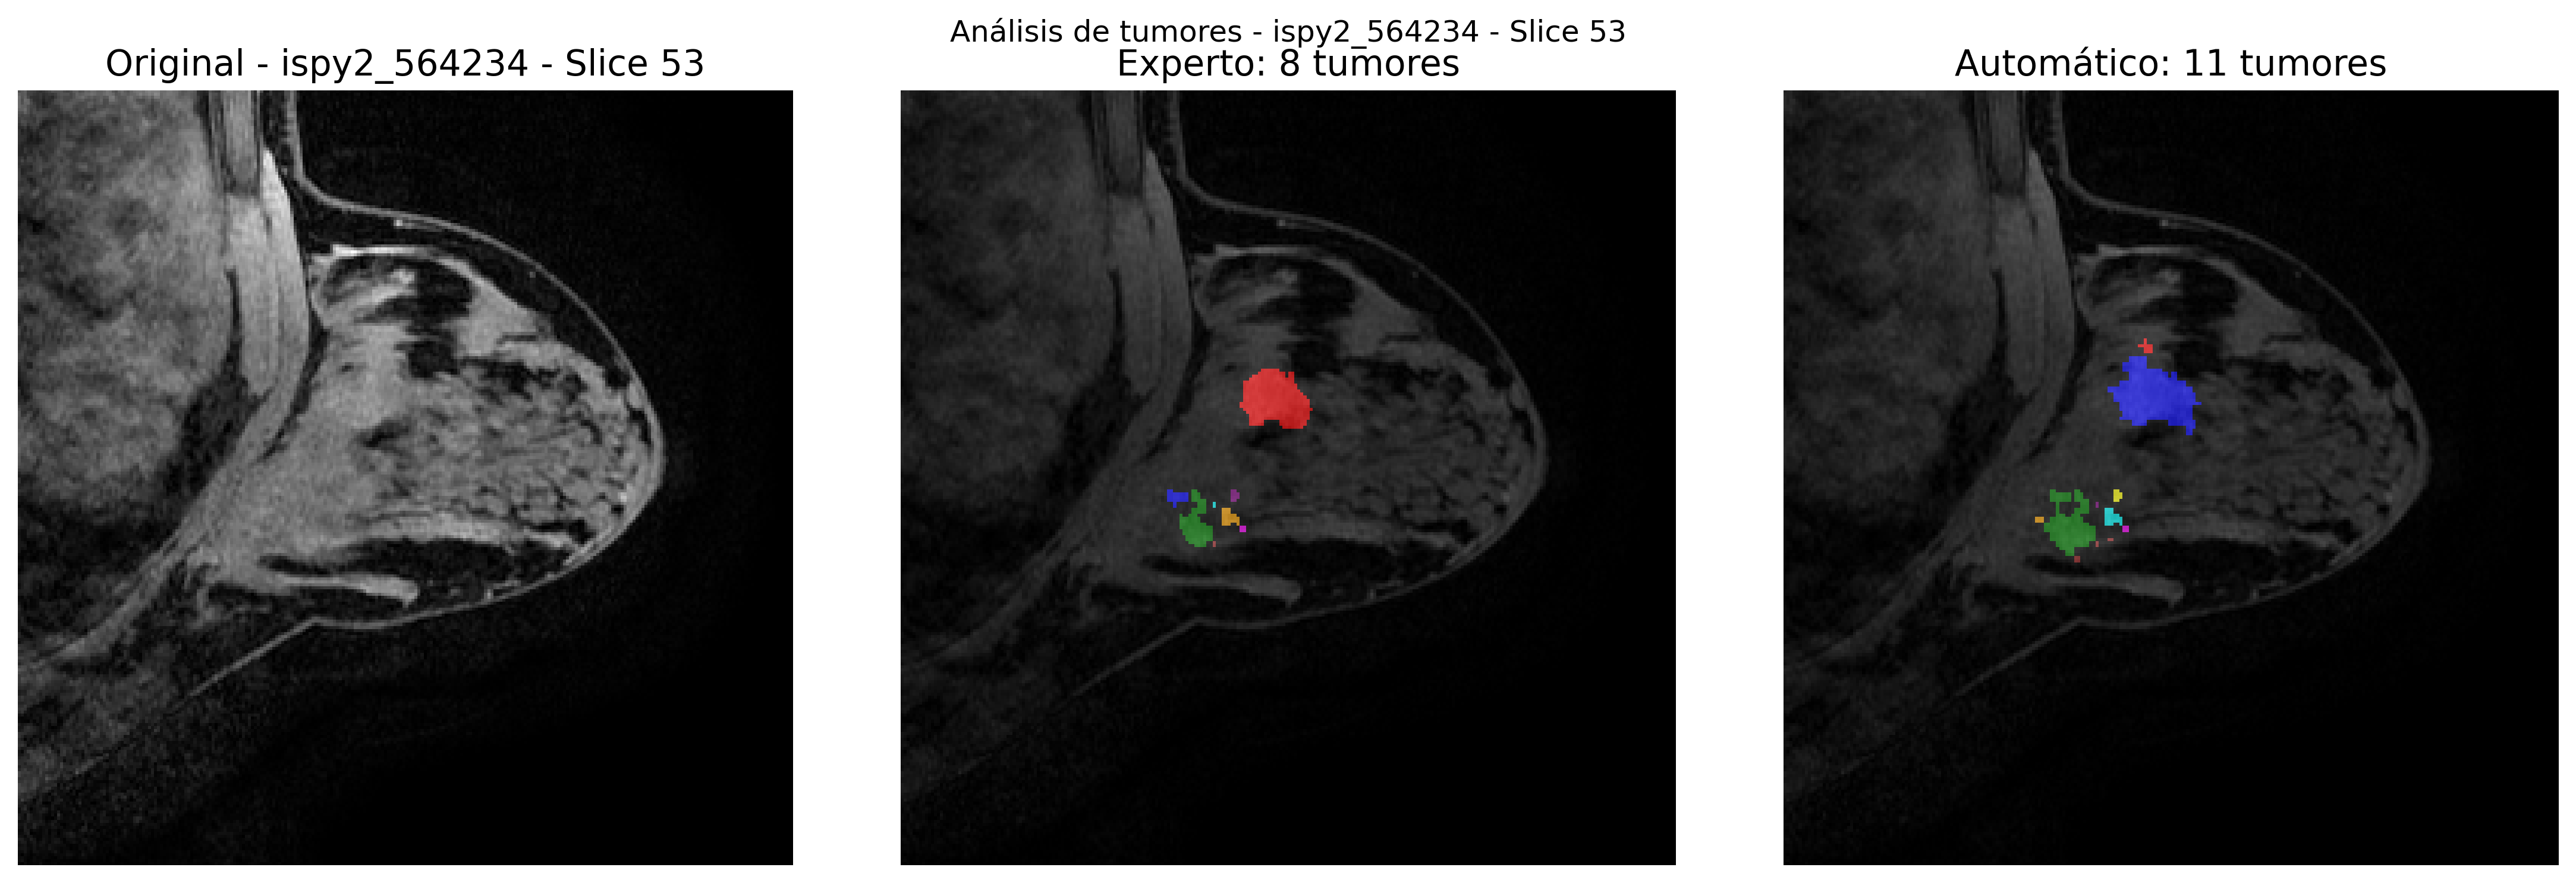 Análisis de tumores - ispy2_564234 - Slice 53
Original - ispy2_564234 - Slice 53
Experto: 8 tumores
Automático: 11 tumores